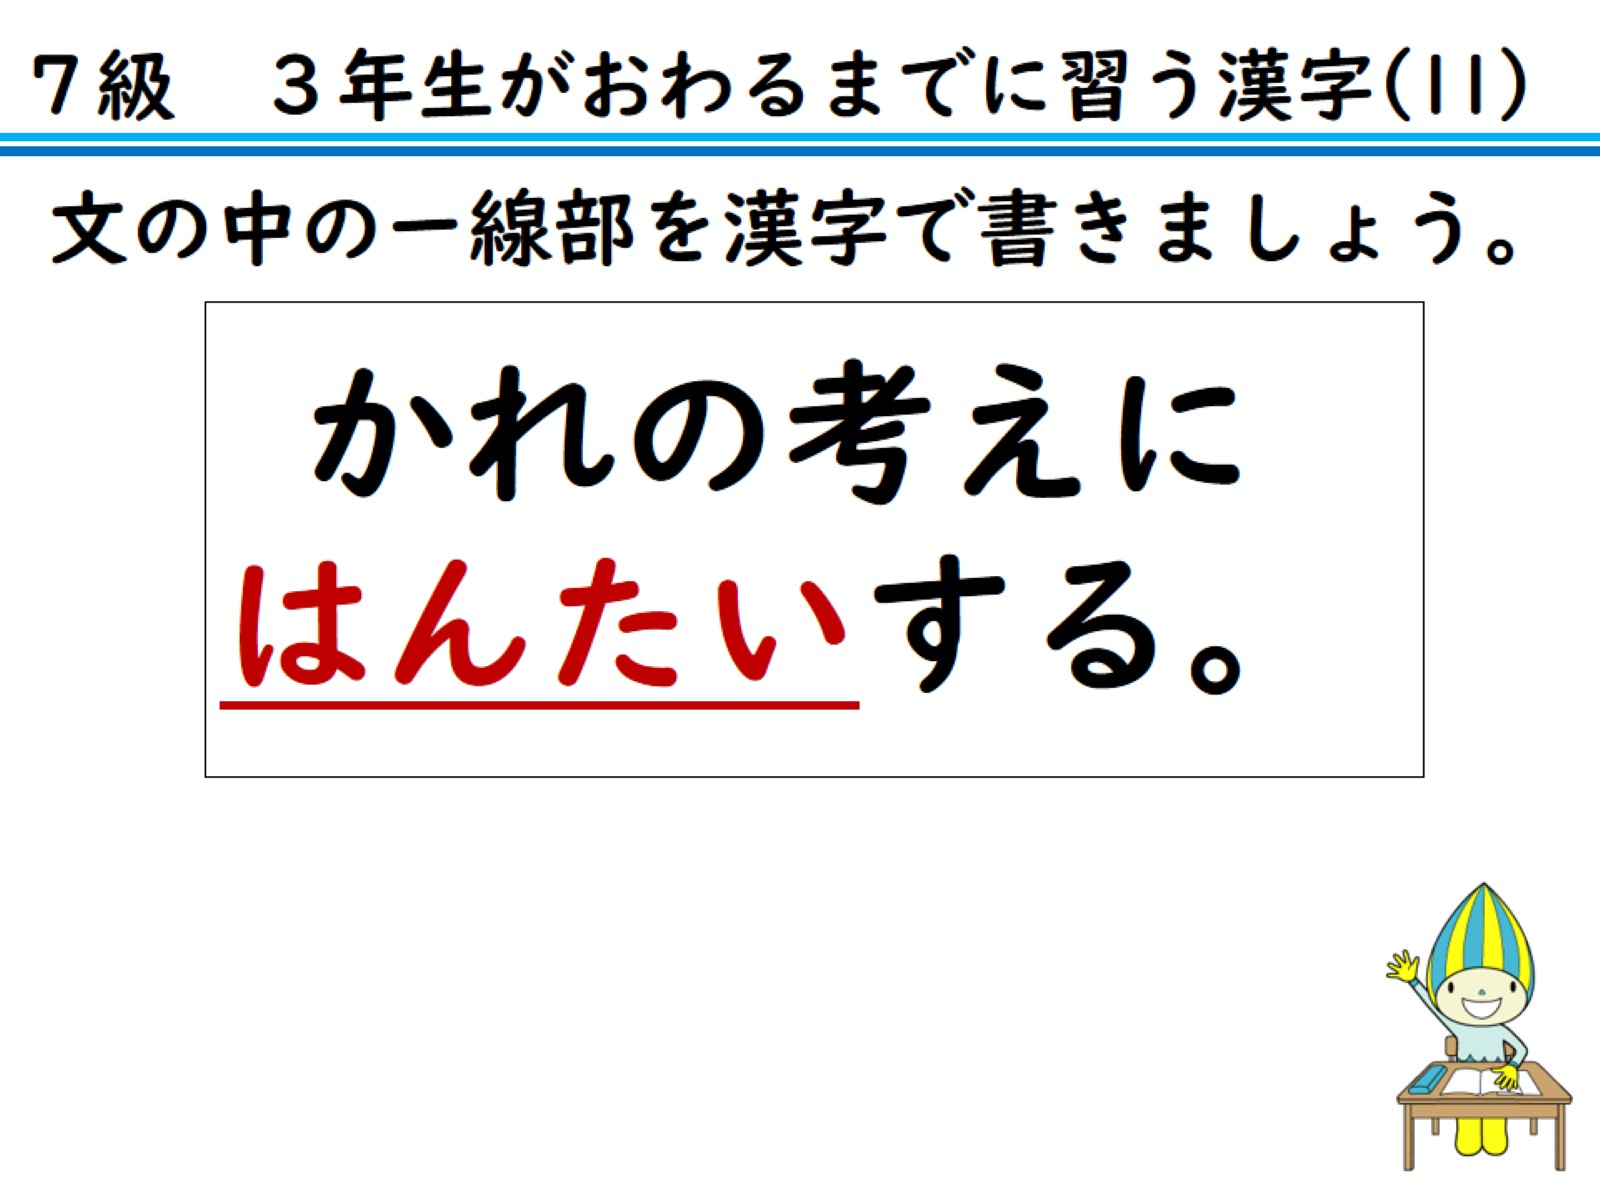 ７級　３年生がおわるまでに習う漢字(11)
文の中の―線部を漢字で書きましょう。
かれの考えに
はんたいする。